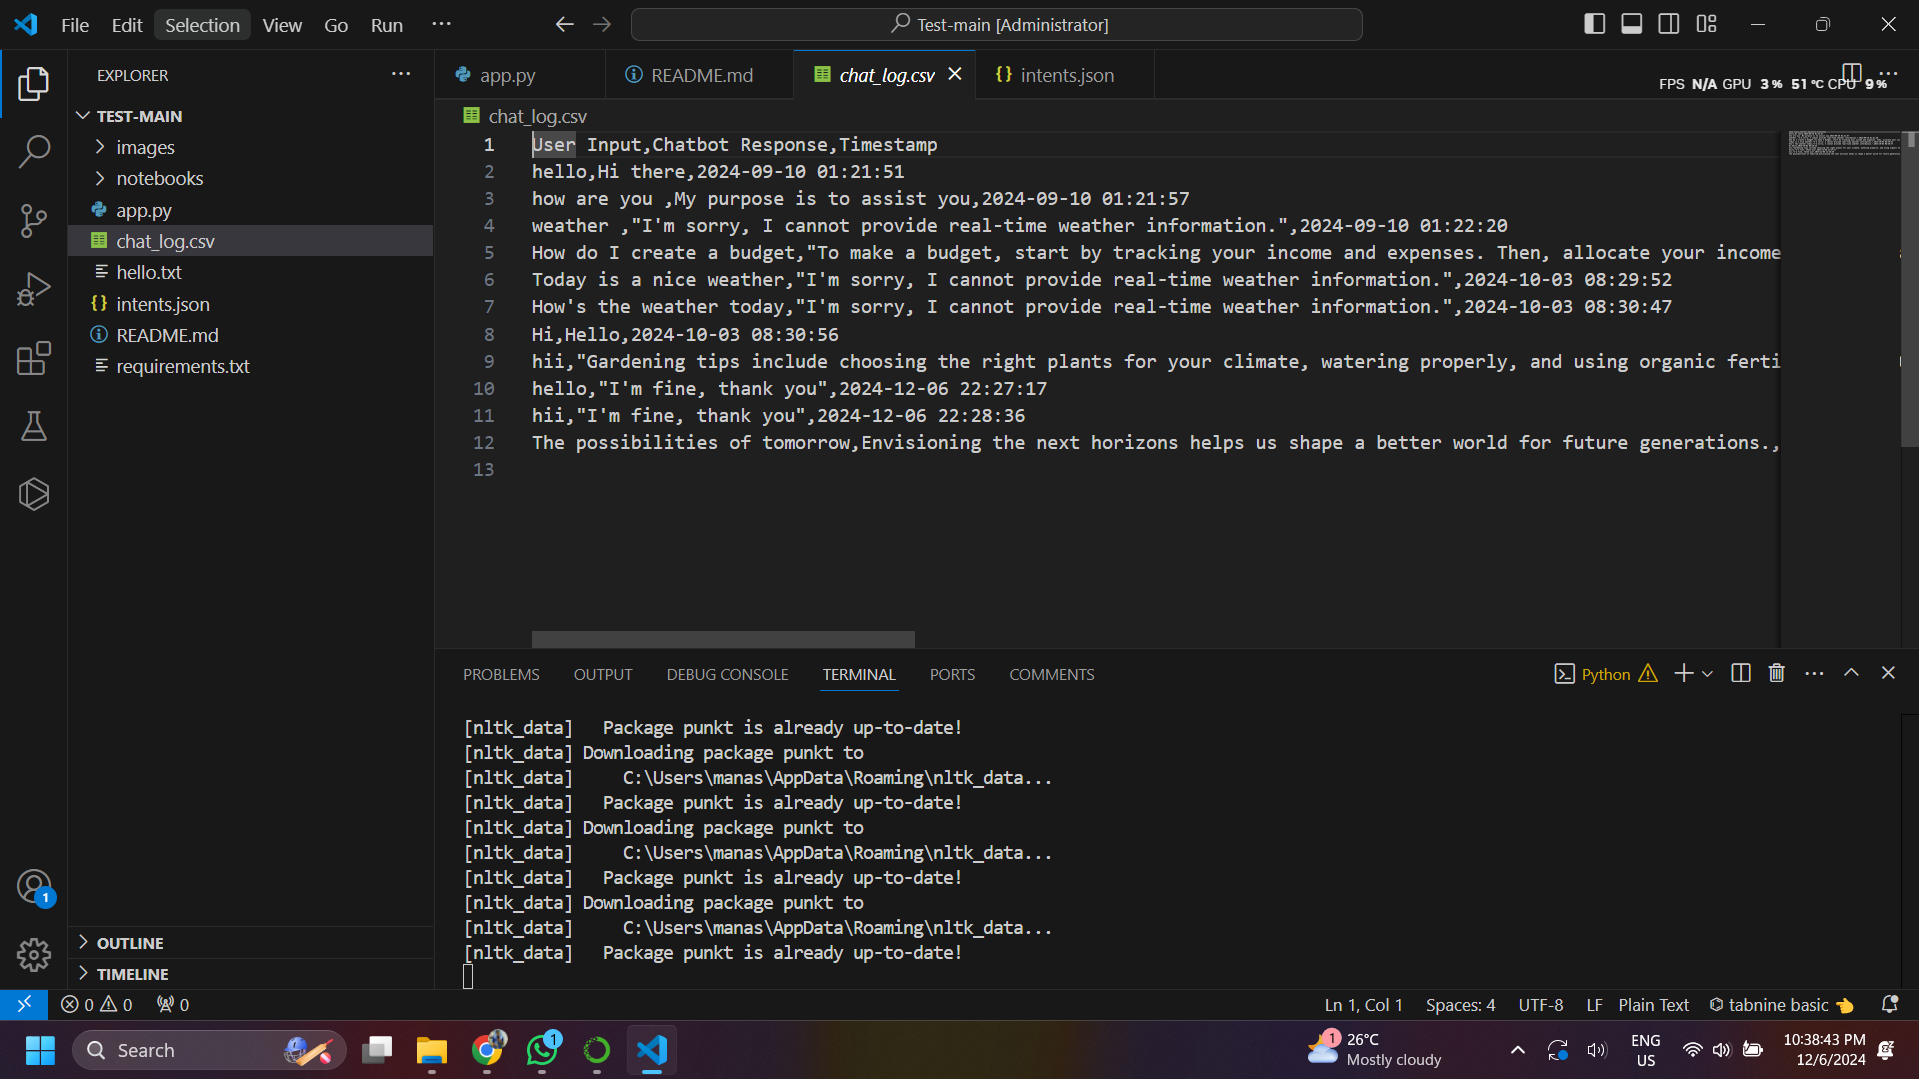 File Edit Selection View Go Run ···
Test-main [Administrator]
EXPLORER
TEST-MAIN
images
notebooks
app.py
chat_log.csv
hello.txt
intents.json
README.md
requirements.txt
OUTLINE
TIMELINE
app.py README.md chat_log.csv intents.json
FPS N/A GPU 3 % 51 °C CPU 9 %
chat_log.csv
1 User Input,Chatbot Response,Timestamp
2 hello,Hi there,2024-09-10 01:21:51
3 how are you ,My purpose is to assist you,2024-09-10 01:21:57
4 weather ,"I'm sorry, I cannot provide real-time weather information.",2024-09-10 01:22:20
5 How do I create a budget,"To make a budget, start by tracking your income and expenses. Then, allocate your income
6 Today is a nice weather,"I'm sorry, I cannot provide real-time weather information.",2024-10-03 08:29:52
7 How's the weather today,"I'm sorry, I cannot provide real-time weather information.",2024-10-03 08:30:47
8 Hi,Hello,2024-10-03 08:30:56
9 hii,"Gardening tips include choosing the right plants for your climate, watering properly, and using organic ferti
10 hello,"I'm fine, thank you",2024-12-06 22:27:17
11 hii,"I'm fine, thank you",2024-12-06 22:28:36
12 The possibilities of tomorrow,Envisioning the next horizons helps us shape a better world for future generations.,
13
PROBLEMS OUTPUT DEBUG CONSOLE TERMINAL PORTS COMMENTS
Python
[nltk_data]   Package punkt is already up-to-date!
[nltk_data] Downloading package punkt to
[nltk_data]     C:\Users\manas\AppData\Roaming\nltk_data...
[nltk_data]   Package punkt is already up-to-date!
[nltk_data] Downloading package punkt to
[nltk_data]     C:\Users\manas\AppData\Roaming\nltk_data...
[nltk_data]   Package punkt is already up-to-date!
[nltk_data] Downloading package punkt to
[nltk_data]     C:\Users\manas\AppData\Roaming\nltk_data...
[nltk_data]   Package punkt is already up-to-date!
1
0 0 0
Ln 1, Col 1 Spaces: 4 UTF-8 LF Plain Text tabnine basic
Search
1
1
26°C
Mostly cloudy
ENG
US
10:38:43 PM
12/6/2024